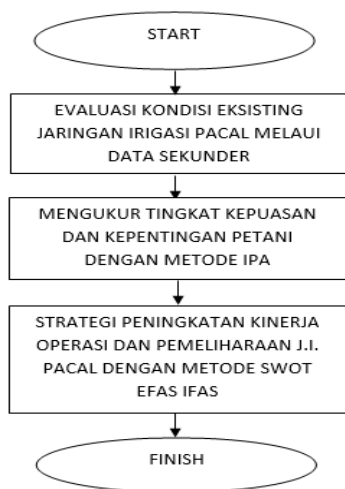 START
EVALUASI KONDISI EKSISTING
JARINGAN IRIGASI PACAL MELAUI
DATA SEKUNDER
MENGUKUR TINGKAT KEPUASAN
DAN KEPENTINGAN PETANI
DENGAN METODE IPA
STRATEGI PENINGKATAN KINERJA
OPERASI DAN PEMELIHARAAN J.I.
PACAL DENGAN METODE SWOT
EFAS IFAS
FINISH